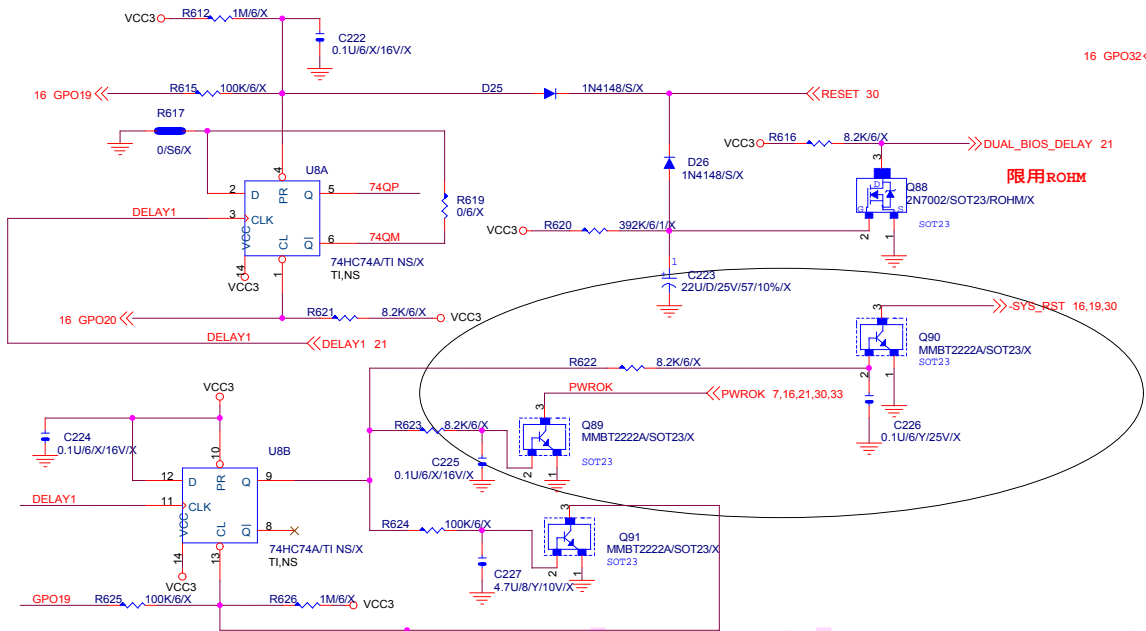 VCC3
R612
1M/6/X
C222
0.1U/6/X/16V/X
16 GPO32
16 GPO19
R615
100K/6/X
D25
1N4148/S/X
RESET 30
R617
0/S6/X
VCC3
R616
8.2K/6/X
DUAL_BIOS_DELAY 21
3
限用ROHM
D26
1N4148/S/X
U8A
4
2
D
PR
Q
5
74QP
R619
0/6/X
DELAY1
3
CLK
VCC
CL
QI
6
74QM
14
VCC3
1
74HC74A/TI NS/X
TI,NS
D
G
S
Q88
2N7002/SOT23/ROHM/X
SOT23
2
1
VCC3
R620
392K/6/1/X
1
+
C223
22U/D/25V/57/10%/X
16 GPO20
R621
8.2K/6/X
VCC3
DELAY1
DELAY1 21
3
-SYS_RST 16,19,30
Q90
MMBT2222A/SOT23/X
SOT23
2
1
R622
8.2K/6/X
PWROK
PWROK 7,16,21,30,33
C226
0.1U/6/Y/25V/X
VCC3
C224
0.1U/6/X/16V/X
R623
8.2K/6/X
3
Q89
MMBT2222A/SOT23/X
SOT23
2
1
C225
0.1U/6/X/16V/X
U8B
10
12
D
PR
Q
9
DELAY1
11
CLK
VCC
CL
QI
8
14
VCC3
13
74HC74A/TI NS/X
TI,NS
R624
100K/6/X
3
Q91
MMBT2222A/SOT23/X
SOT23
2
1
C227
4.7U/8/Y/10V/X
GPO19
R625
100K/6/X
R626
1M/6/X
VCC3